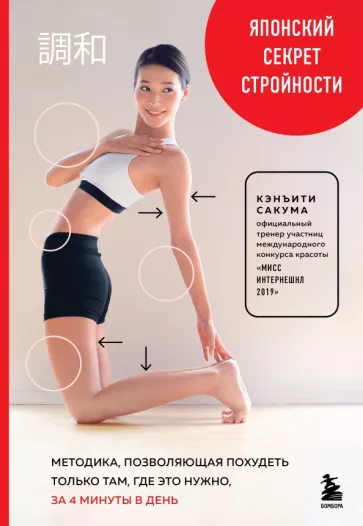 調和
ЯПОНСКИЙ
СЕКРЕТ
СТРОЙНОСТИ
КЭНЪИТИ
САКУМА
официальный
тренер участниц
международного
конкурса красоты
«МИСС
ИНТЕРНЕШНЛ
2019»
МЕТОДИКА, ПОЗВОЛЯЮЩАЯ ПОХУДЕТЬ
ТОЛЬКО ТАМ, ГДЕ ЭТО НУЖНО,
ЗА 4 МИНУТЫ В ДЕНЬ
БОМБОРА